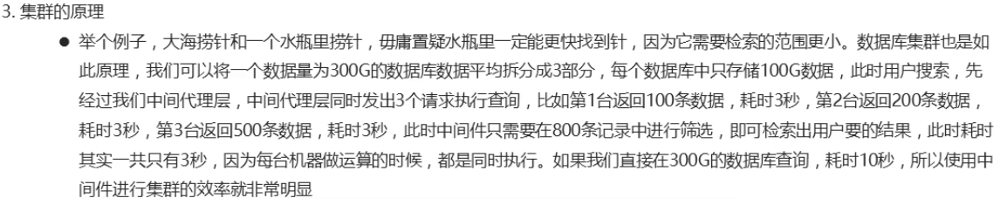 3. 集群的原理
● 举个例子，大海捞针和一个水瓶里捞针，毋庸置疑水瓶里一定能更快找到针，因为它需要检索的范围更小。数据库集群也是如
此原理，我们可以将一个数据量为300G的数据库数据平均拆分成3部分，每个数据库中只存储100G数据，此时用户搜索，先
经过我们中间代理层，中间代理层同时发出3个请求执行查询，比如第1台返回100条数据，耗时3秒，第2台返回200条数据，
耗时3秒，第3台返回500条数据，耗时3秒，此时中间件只需要在800条记录中进行筛选，即可检索出用户要的结果，此时耗时
其实一共只有3秒，因为每台机器做运算的时候，都是同时执行。如果我们直接在300G的数据库查询，耗时10秒，所以使用中
间件进行集群的效率就非常明显